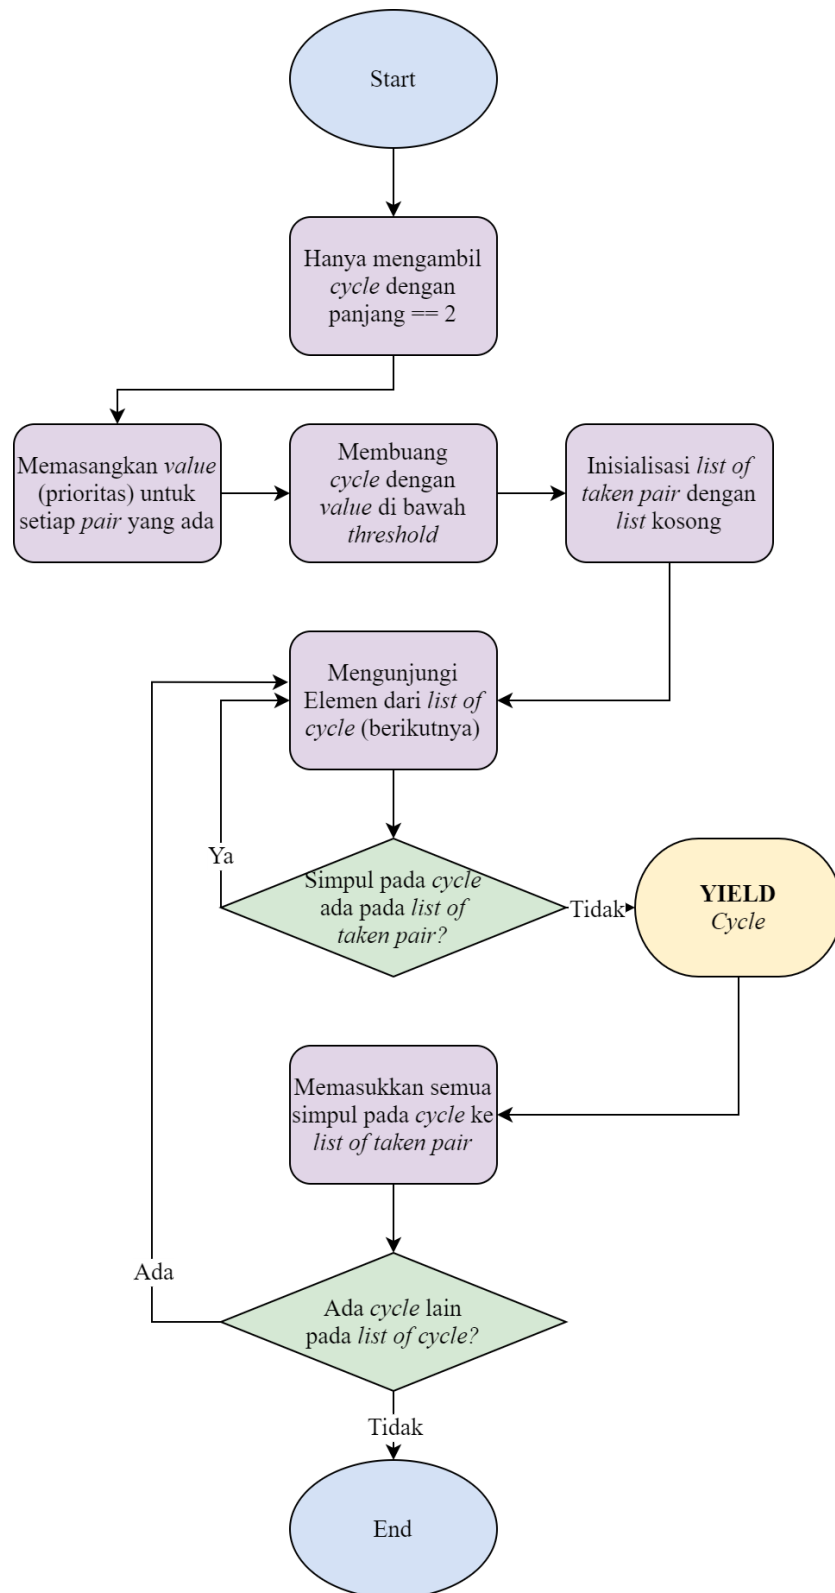 Start
Hanya mengambil
cycle dengan
panjang == 2
Memasangkan value
(prioritas) untuk
setiap pair yang ada
Membuang
cycle dengan
value di bawah
threshold
Inisialisasi list of
taken pair dengan
list kosong
Mengunjungi
Elemen dari list of
cycle (berikutnya)
Ya
Simpul pada cycle
ada pada list of
taken pair?
Tidak
YIELD
Cycle
Memasukkan semua
simpul pada cycle ke
list of taken pair
Ada
Ada cycle lain
pada list of cycle?
Tidak
End